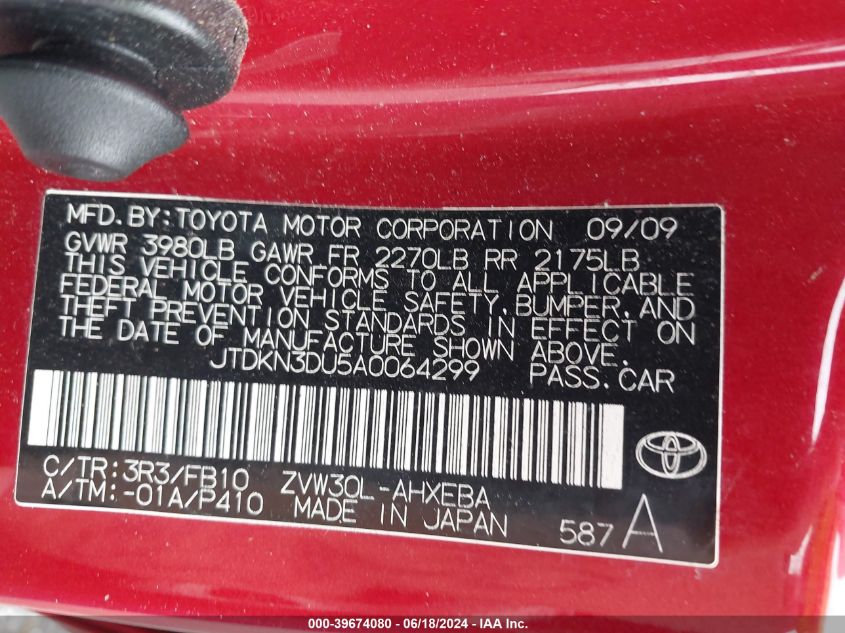 MFD. BY: TOYOTA MOTOR CORPORATION 09/09
GVWR 3980LB GAWR FR 2270LB RR 2175LB
THIS VEHICLE CONFORMS TO ALL APPLICABLE
FEDERAL MOTOR VEHICLE SAFETY, BUMPER, AND
THEFT PREVENTION STANDARDS IN EFFECT ON
THE DATE OF MANUFACTURE SHOWN ABOVE.
JTDKN3DU5A0064299 PASS. CAR
C/TR: 3R3/FB10 ZVW30L-AHXEBA
A/TM: -01A/P410 MADE IN JAPAN 587 A
000-39674080 - 06/18/2024 - IAA Inc.